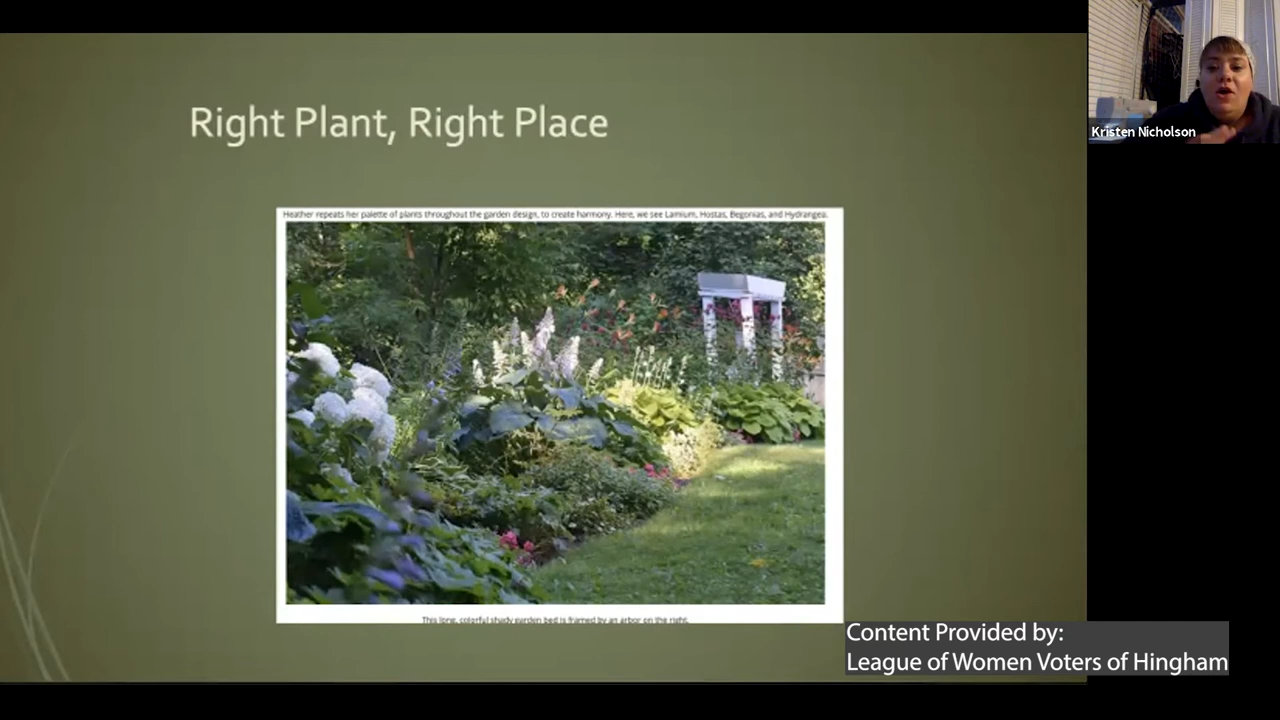 Right Plant, Right Place
Kristen Nicholson
Heather repeats her palette of plants throughout the garden design, to create harmony. Here, we see Lamium, Hostas, Begonias, and Hydrangea.
This long, colorful shady garden bed is framed by an arbor on the right.
Content Provided by:
League of Women Voters of Hingham